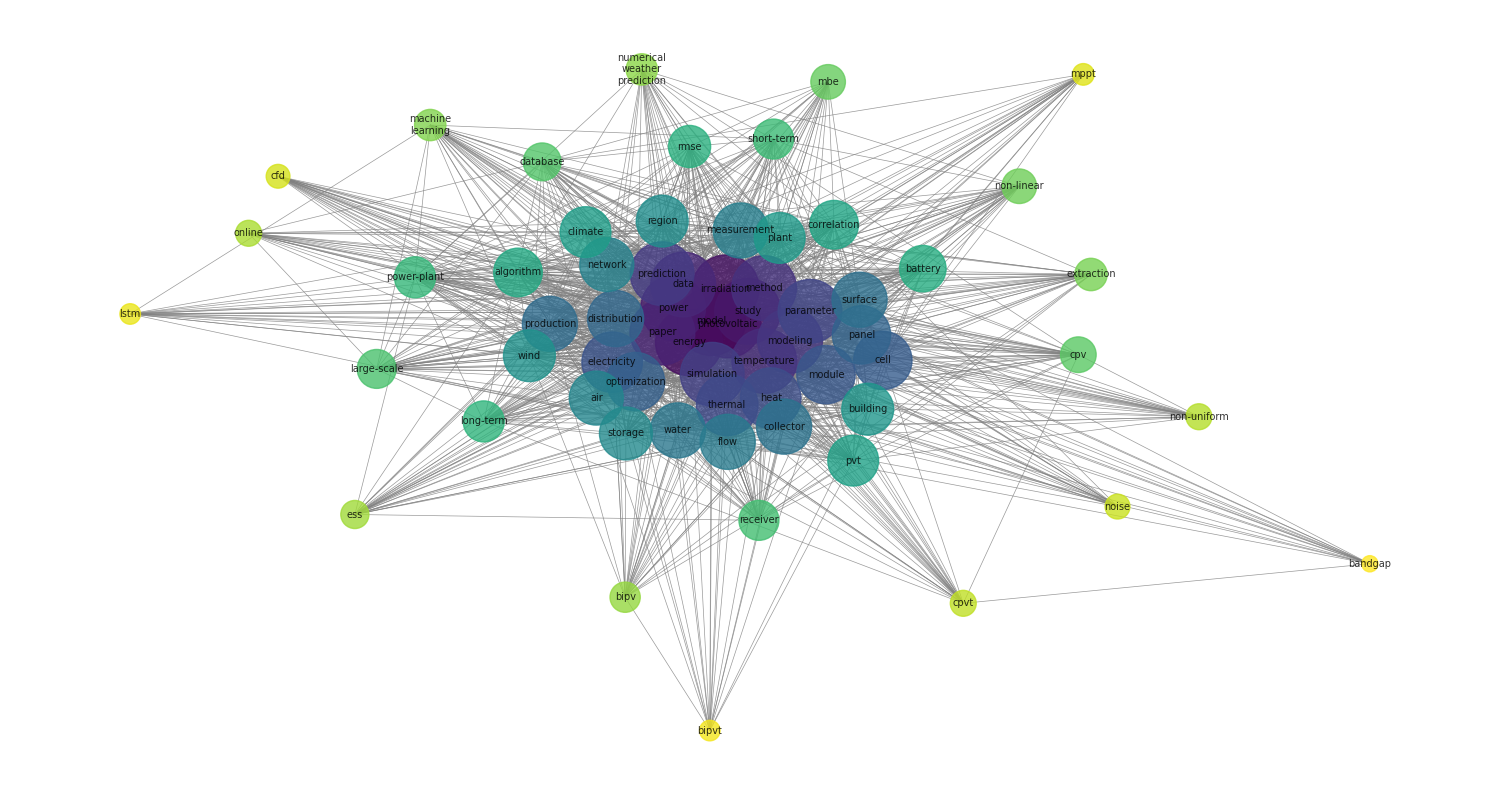 numerical
weather
prediction
mppt
mbe
machine
learning
short-term
rmse
database
cfd
non-linear
region
correlation
measurement
climate
online
plant
network
battery
algorithm
prediction
extraction
power-plant
data
irradiation
method
surface
power
study
parameter
lstm
distribution
model
production
photovoltaic
paper
panel
energy
modeling
wind
cpv
electricity
temperature
cell
large-scale
simulation
module
optimization
air
heat
thermal
building
non-uniform
long-term
collector
water
storage
flow
pvt
noise
ess
receiver
bandgap
bipv
cpvt
bipvt